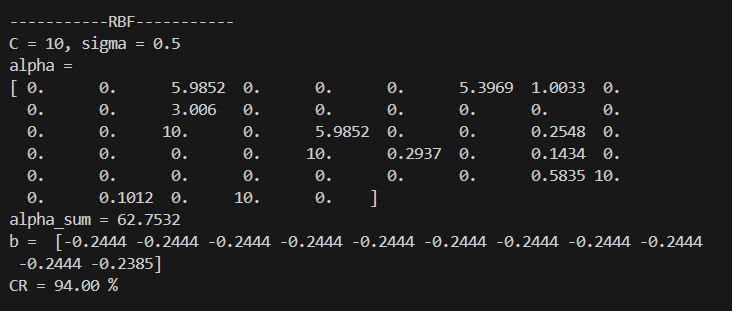 -----------RBF-----------
C = 10, sigma = 0.5
alpha =
[ 0. 0. 5.9852 0. 0. 0. 5.3969 1.0033 0.
0. 0. 3.006 0. 0. 0. 0. 0. 0.
0. 0. 10. 0. 5.9852 0. 0. 0.2548 0.
0. 0. 0. 0. 10. 0.2937 0. 0.1434 0.
0. 0. 0. 0. 0. 0. 0. 0.5835 10.
0. 0.1012 0. 10. 0. ]
alpha_sum = 62.7532
b = [-0.2444 -0.2444 -0.2444 -0.2444 -0.2444 -0.2444 -0.2444 -0.2444 -0.2444
-0.2444 -0.2385]
CR = 94.00 %